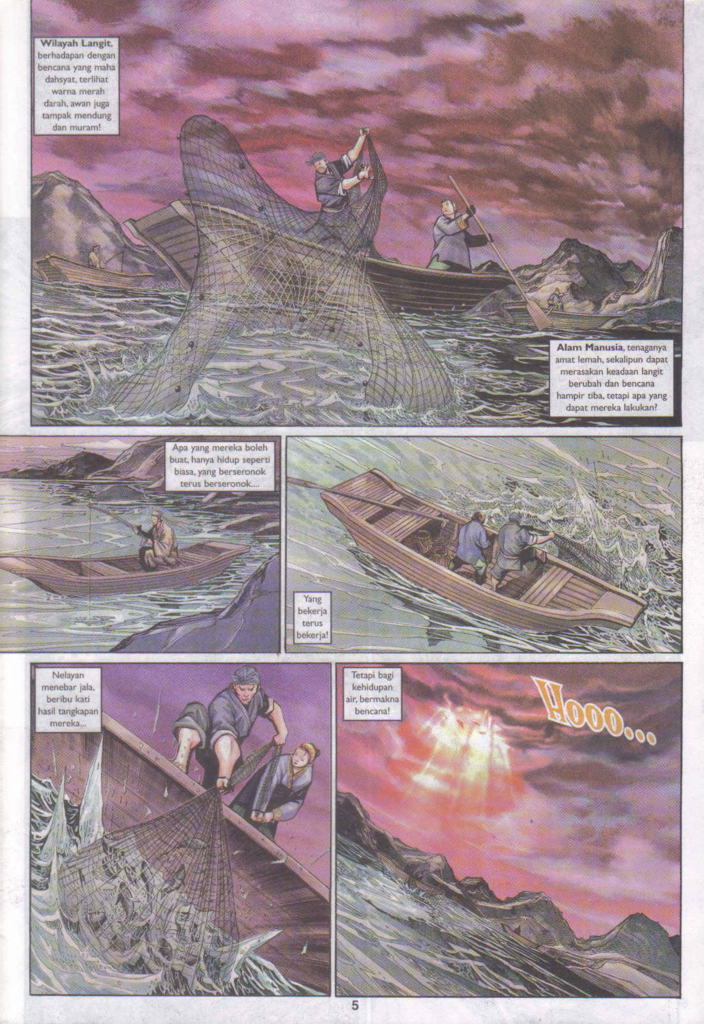 Wilayah Langit,
berhadapan dengan
bencana yang maha
dahsyat, terlihat
warna merah
darah, awan juga
tampak mendung
dan muram!
Alam Manusia, tenaganya
amat lemah, sekalipun dapat
merasakan keadaan langit
berubah dan bencana
hampir tiba, tetapi apa yang
dapat mereka lakukan?
Apa yang mereka boleh
buat, hanya hidup seperti
biasa, yang berseronok
terus berseronok....
Yang
bekerja
terus
bekerja!
Nelayan
menebar jala,
beribu kati
hasil tangkapan
mereka...
Tetapi bagi
kehidupan
air, bermakna
bencana!
Hooo...
5